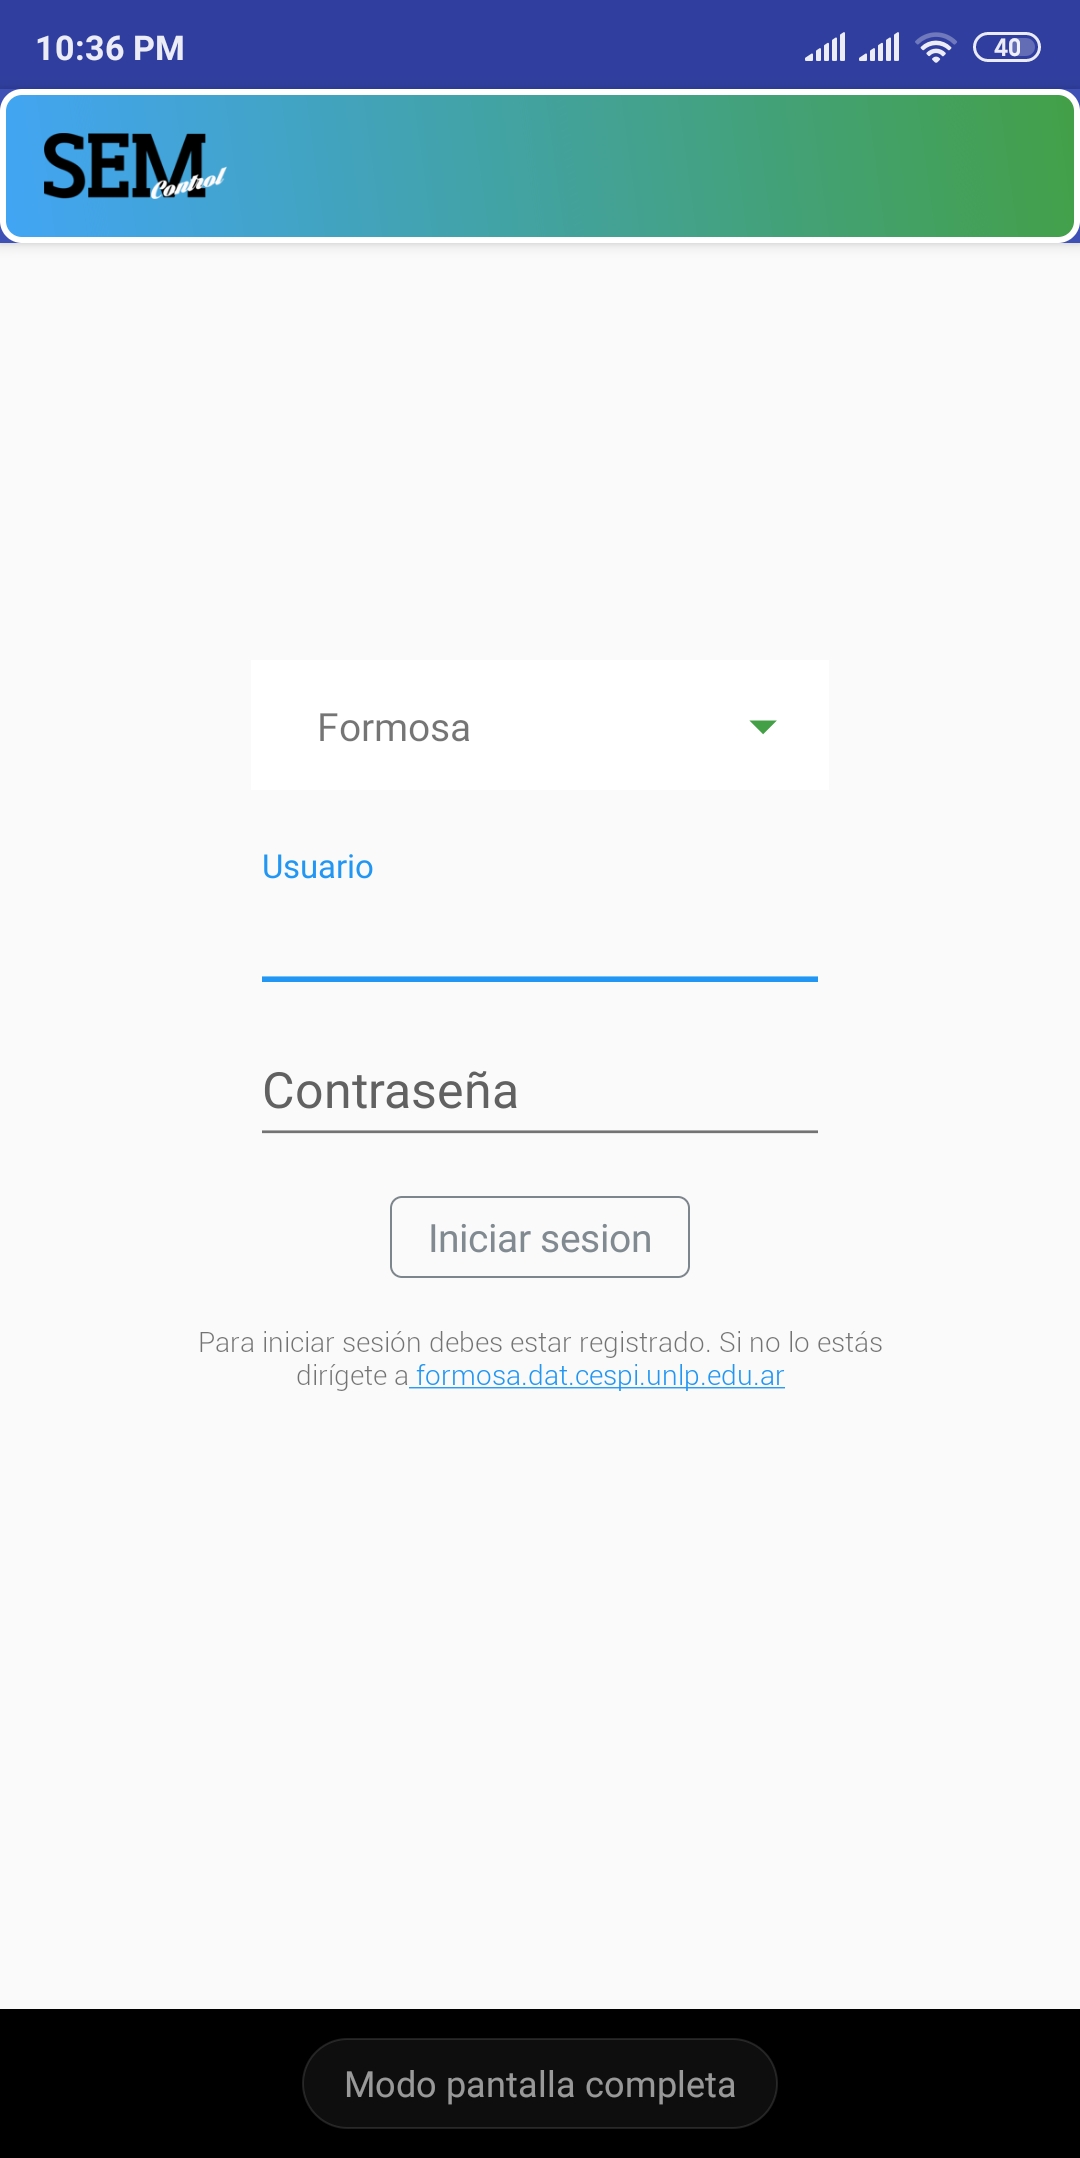 10:36 PM
40
SEM
Control
Formosa
Usuario
Contraseña
Iniciar sesion
Para iniciar sesión debes estar registrado. Si no lo estás
dirígete a formosa.dat.cespi.unlp.edu.ar
Modo pantalla completa